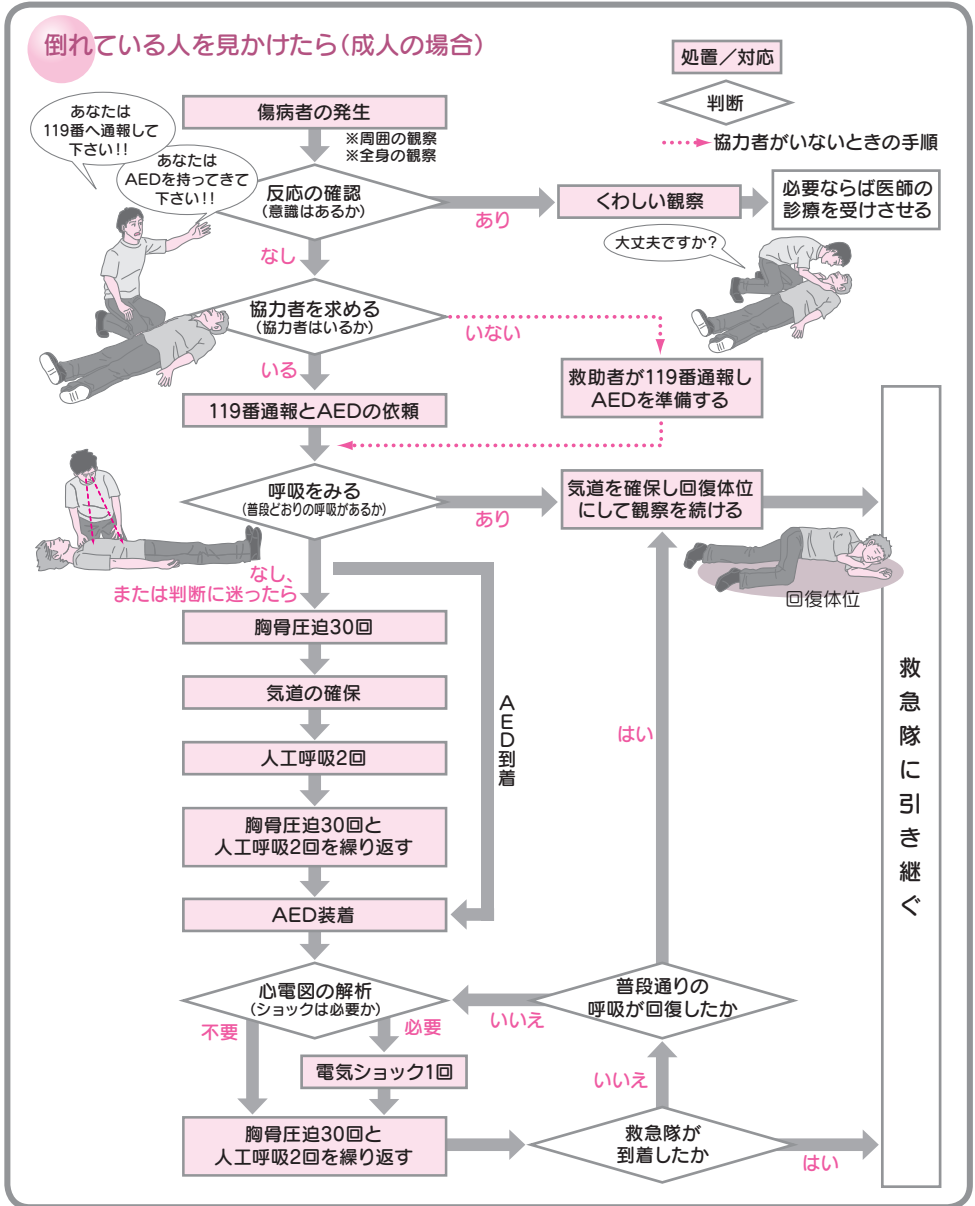 倒れている人を見かけたら(成人の場合)
処置／対応
判断
協力者がいないときの手順
傷病者の発生
※周囲の観察
※全身の観察
あなたは
119番へ通報して
下さい!!
あなたは
AEDを持ってきて
下さい!!
反応の確認
(意識はあるか)
あり
くわしい観察
必要ならば医師の
診療を受けさせる
なし
大丈夫ですか?
協力者を求める
(協力者はいるか)
いない
いる
救助者が119番通報し
AEDを準備する
119番通報とAEDの依頼
呼吸をみる
(普段どおりの呼吸があるか)
あり
気道を確保し回復体位
にして観察を続ける
回復体位
なし、
または判断に迷ったら
胸骨圧迫30回
気道の確保
人工呼吸2回
胸骨圧迫30回と
人工呼吸2回を繰り返す
AED到着
AED装着
はい
救急隊に引き継ぐ
心電図の解析
(ショックは必要か)
普段通りの
呼吸が回復したか
いいえ
不要
必要
電気ショック1回
いいえ
胸骨圧迫30回と
人工呼吸2回を繰り返す
救急隊が
到着したか
はい